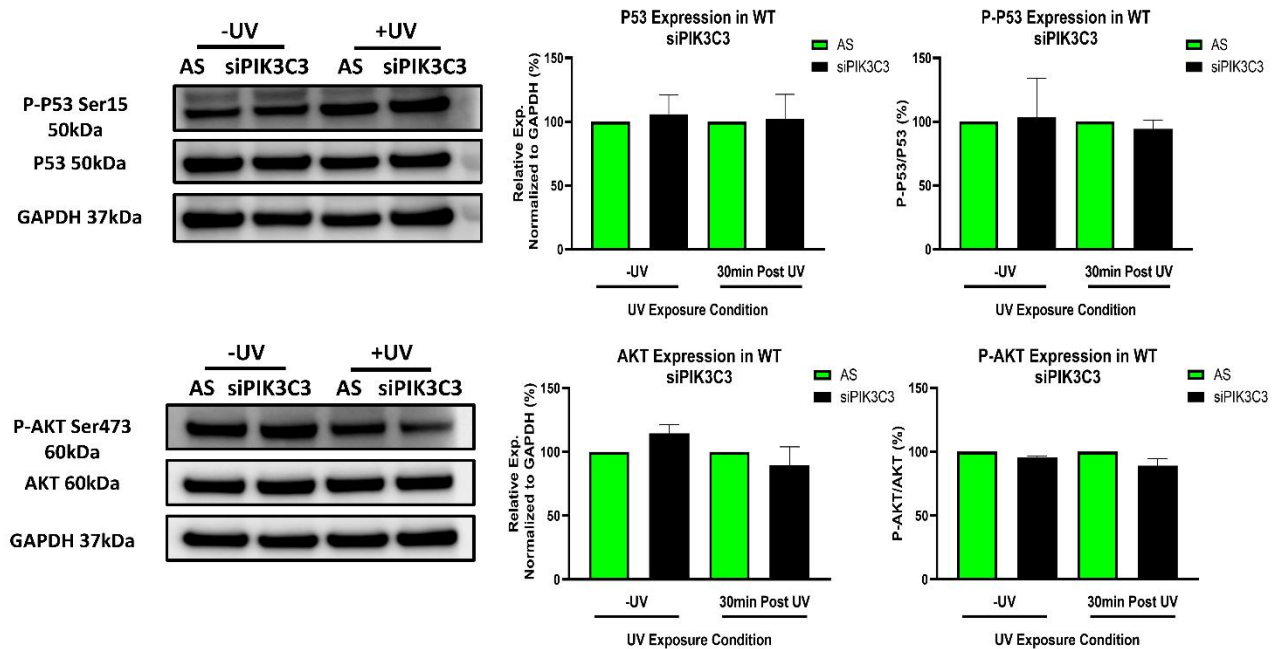 -UV +UV
AS siPIK3C3 AS siPIK3C3
P-P53 Ser15
50kDa
P53 50kDa
GAPDH 37kDa
P53 Expression in WT
siPIK3C3
AS
siPIK3C3
Relative Exp.
Normalized to GAPDH (%)
150
100
50
0
-UV 30min Post UV
UV Exposure Condition
P-P53 Expression in WT
siPIK3C3
AS
siPIK3C3
P-P53/P53 (%)
150
100
50
0
-UV 30min Post UV
UV Exposure Condition
-UV +UV
AS siPIK3C3 AS siPIK3C3
P-AKT Ser473
60kDa
AKT 60kDa
GAPDH 37kDa
AKT Expression in WT
siPIK3C3
AS
siPIK3C3
Relative Exp.
Normalized to GAPDH (%)
150
100
50
0
-UV 30min Post UV
UV Exposure Condition
P-AKT Expression in WT
siPIK3C3
AS
siPIK3C3
P-AKT/AKT (%)
150
100
50
0
-UV 30min Post UV
UV Exposure Condition